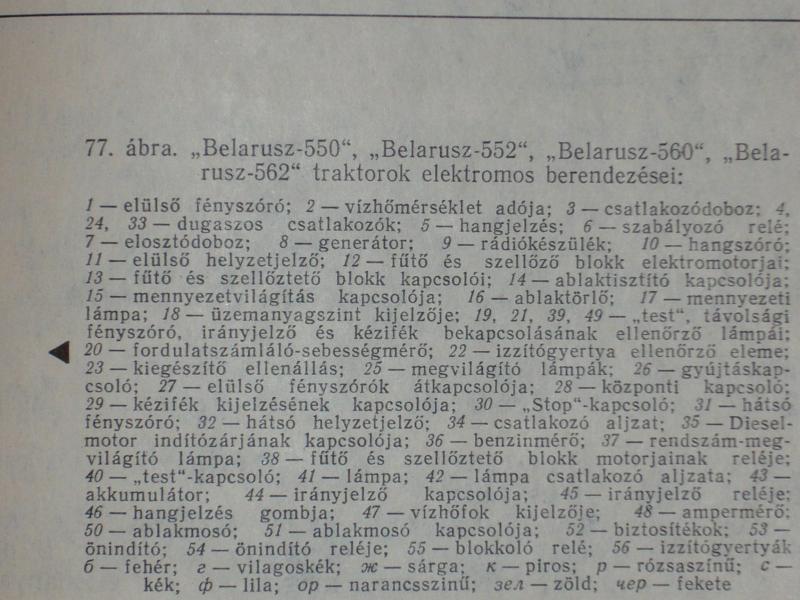 77. ábra. „Belarusz-550“, „Belarusz-552“, „Belarusz-560“, „Bela-
rusz-562“ traktorok elektromos berendezései:
1 — elülső fényszóró; 2 — vízhőmérséklet adója; 3 — csatlakozódoboz; 4,
24, 33 — dugaszos csatlakozók; 5 — hangjelzés; 6 — szabályozó relé;
7 — elosztódoboz; 8 — generátor; 9 — rádiókészülék; 10 — hangszóró;
11 — elülső helyzetjelző; 12 — fűtő és szellőző blokk elektromotorjai;
13 — fűtő és szellőztető blokk kapcsolói; 14 — ablaktisztító kapcsolója;
15 — mennyezetvilágítás kapcsolója; 16 — ablaktörlő; 17 — mennyezeti
lámpa; 18 — üzemanyagszint kijelzője; 19, 21, 39, 49 — „test“, távolsági
fényszóró, irányjelző és kézifék bekapcsolásának ellenőrző lámpái;
20 — fordulatszámláló-sebességmérő; 22 — izzítógyertya ellenőrző eleme;
23 — kiegészítő ellenállás; 25 — megvilágító lámpák; 26 — gyújtáskap-
csoló; 27 — elülső fényszórók átkapcsolója; 28 — központi kapcsoló;
29 — kézifék kijelzésének kapcsolója; 30 — „Stop“-kapcsoló; 31 — hátsó
fényszóró; 32 — hátsó helyzetjelző; 34 — csatlakozó aljzat; 35 — Diesel-
motor indítózárjának kapcsolója; 36 — benzinmérő; 37 — rendszám-meg-
világító lámpa; 38 — fűtő és szellőztető blokk motorjainak reléje;
40 — „test“-kapcsoló; 41 — lámpa; 42 — lámpa csatlakozó aljzata; 43 —
akkumulátor; 44 — irányjelző kapcsolója; 45 — irányjelző reléje;
46 — hangjelzés gombja; 47 — vízhőfok kijelzője; 48 — ampermérő;
50 — ablakmosó; 51 — ablakmosó kapcsolója; 52 — biztosítékok; 53 —
önindító; 54 — önindító reléje; 55 — blokkoló relé; 56 — izzítógyertyák
б — fehér; г — vilagoskék; ж — sárga; к — piros; р — rózsaszínű; с —
kék; ф — lila; ор — narancsszinű; зел — zöld; чер — fekete